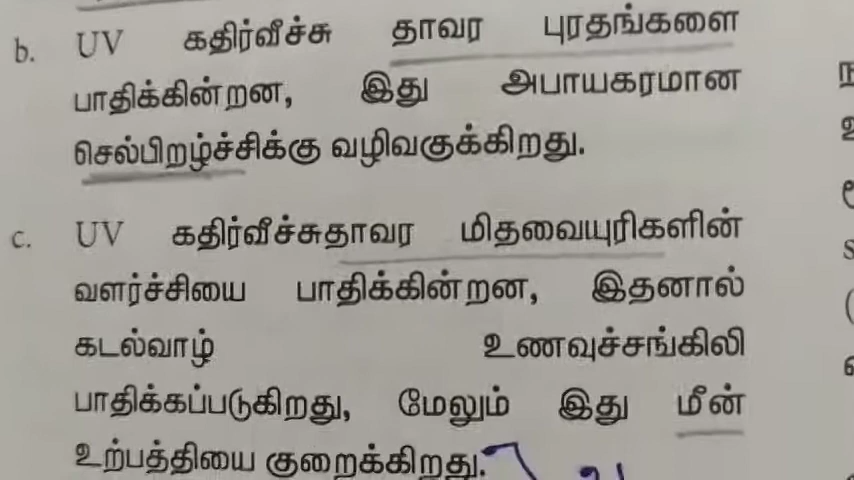 b. UV கதிர்வீச்சு தாவர புரதங்களை
பாதிக்கின்றன, இது அபாயகரமான
செல்பிறழ்ச்சிக்கு வழிவகுக்கிறது.
c. UV கதிர்வீச்சுதாவர மிதவையுரிகளின்
வளர்ச்சியை பாதிக்கின்றன, இதனால்
கடல்வாழ் உணவுச்சங்கிலி
பாதிக்கப்படுகிறது, மேலும் இது மீன்
உற்பத்தியை குறைக்கிறது.